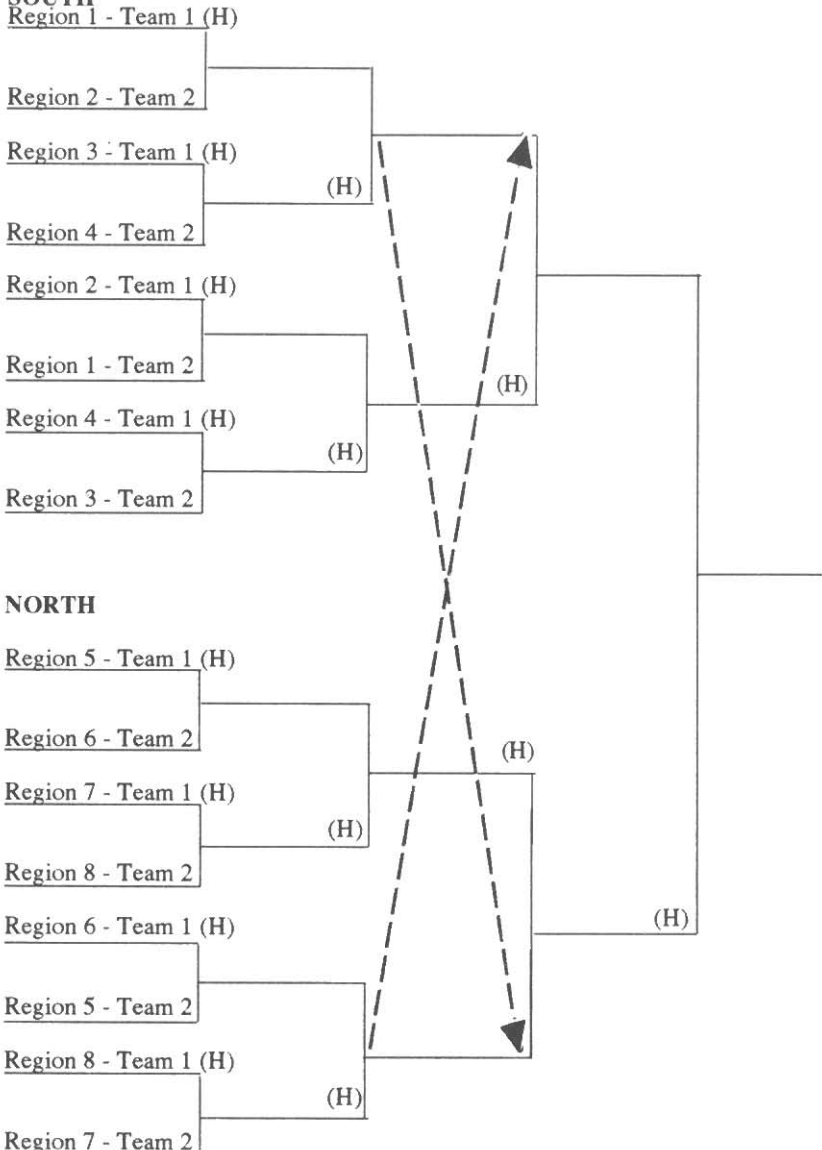 SOUTH
Region 1 - Team 1 (H)
Region 2 - Team 2
Region 3 - Team 1 (H)
(H)
Region 4 - Team 2
Region 2 - Team 1 (H)
Region 1 - Team 2
(H)
Region 4 - Team 1 (H)
(H)
Region 3 - Team 2
NORTH
Region 5 - Team 1 (H)
Region 6 - Team 2
(H)
Region 7 - Team 1 (H)
(H)
Region 8 - Team 2
(H)
Region 6 - Team 1 (H)
Region 5 - Team 2
Region 8 - Team 1 (H)
(H)
Region 7 - Team 2